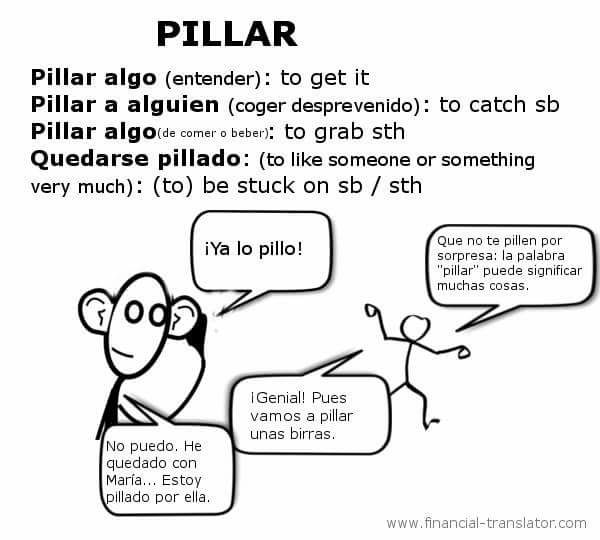 PILLAR
Pillar algo (entender): to get it
Pillar a alguien (coger desprevenido): to catch sb
Pillar algo(de comer o beber): to grab sth
Quedarse pillado: (to like someone or something
very much): (to) be stuck on sb / sth
Que no te pillen por
sorpresa: la palabra
"pillar" puede significar
muchas cosas.
¡Ya lo pillo!
¡Genial! Pues
vamos a pillar
unas birras.
No puedo. He
quedado con
María... Estoy
pillado por ella.
www.financial-translator.com